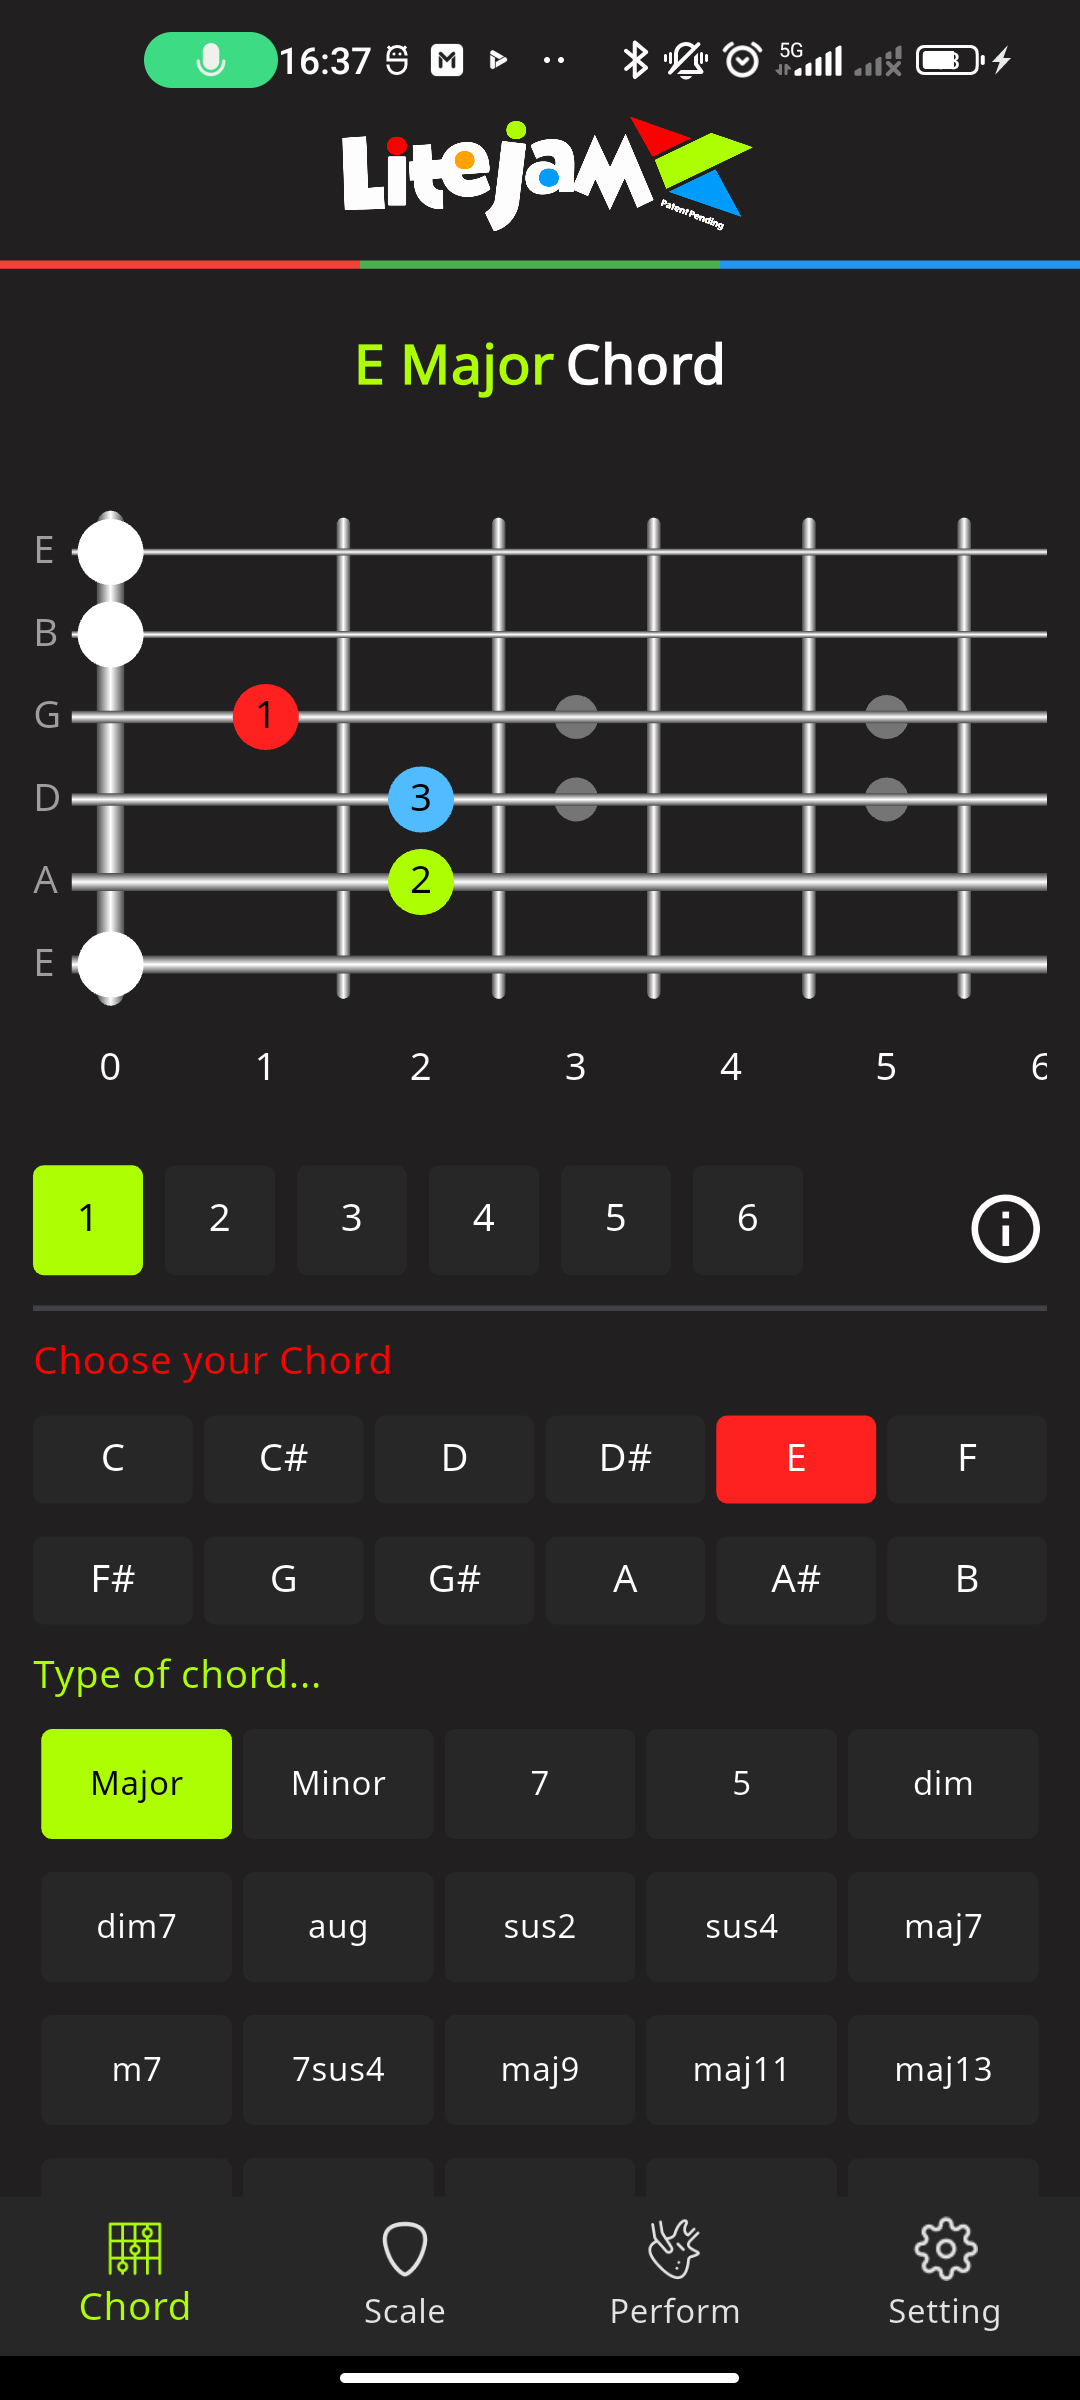 16:37
5G
Litejam
Patent Pending
E Major Chord
E
B
G 1
D 3
A 2
E
0 1 2 3 4 5 6
1 2 3 4 5 6
Choose your Chord
C C# D D# E F
F# G G# A A# B
Type of chord...
Major Minor 7 5 dim
dim7 aug sus2 sus4 maj7
m7 7sus4 maj9 maj11 maj13
Chord Scale Perform Setting